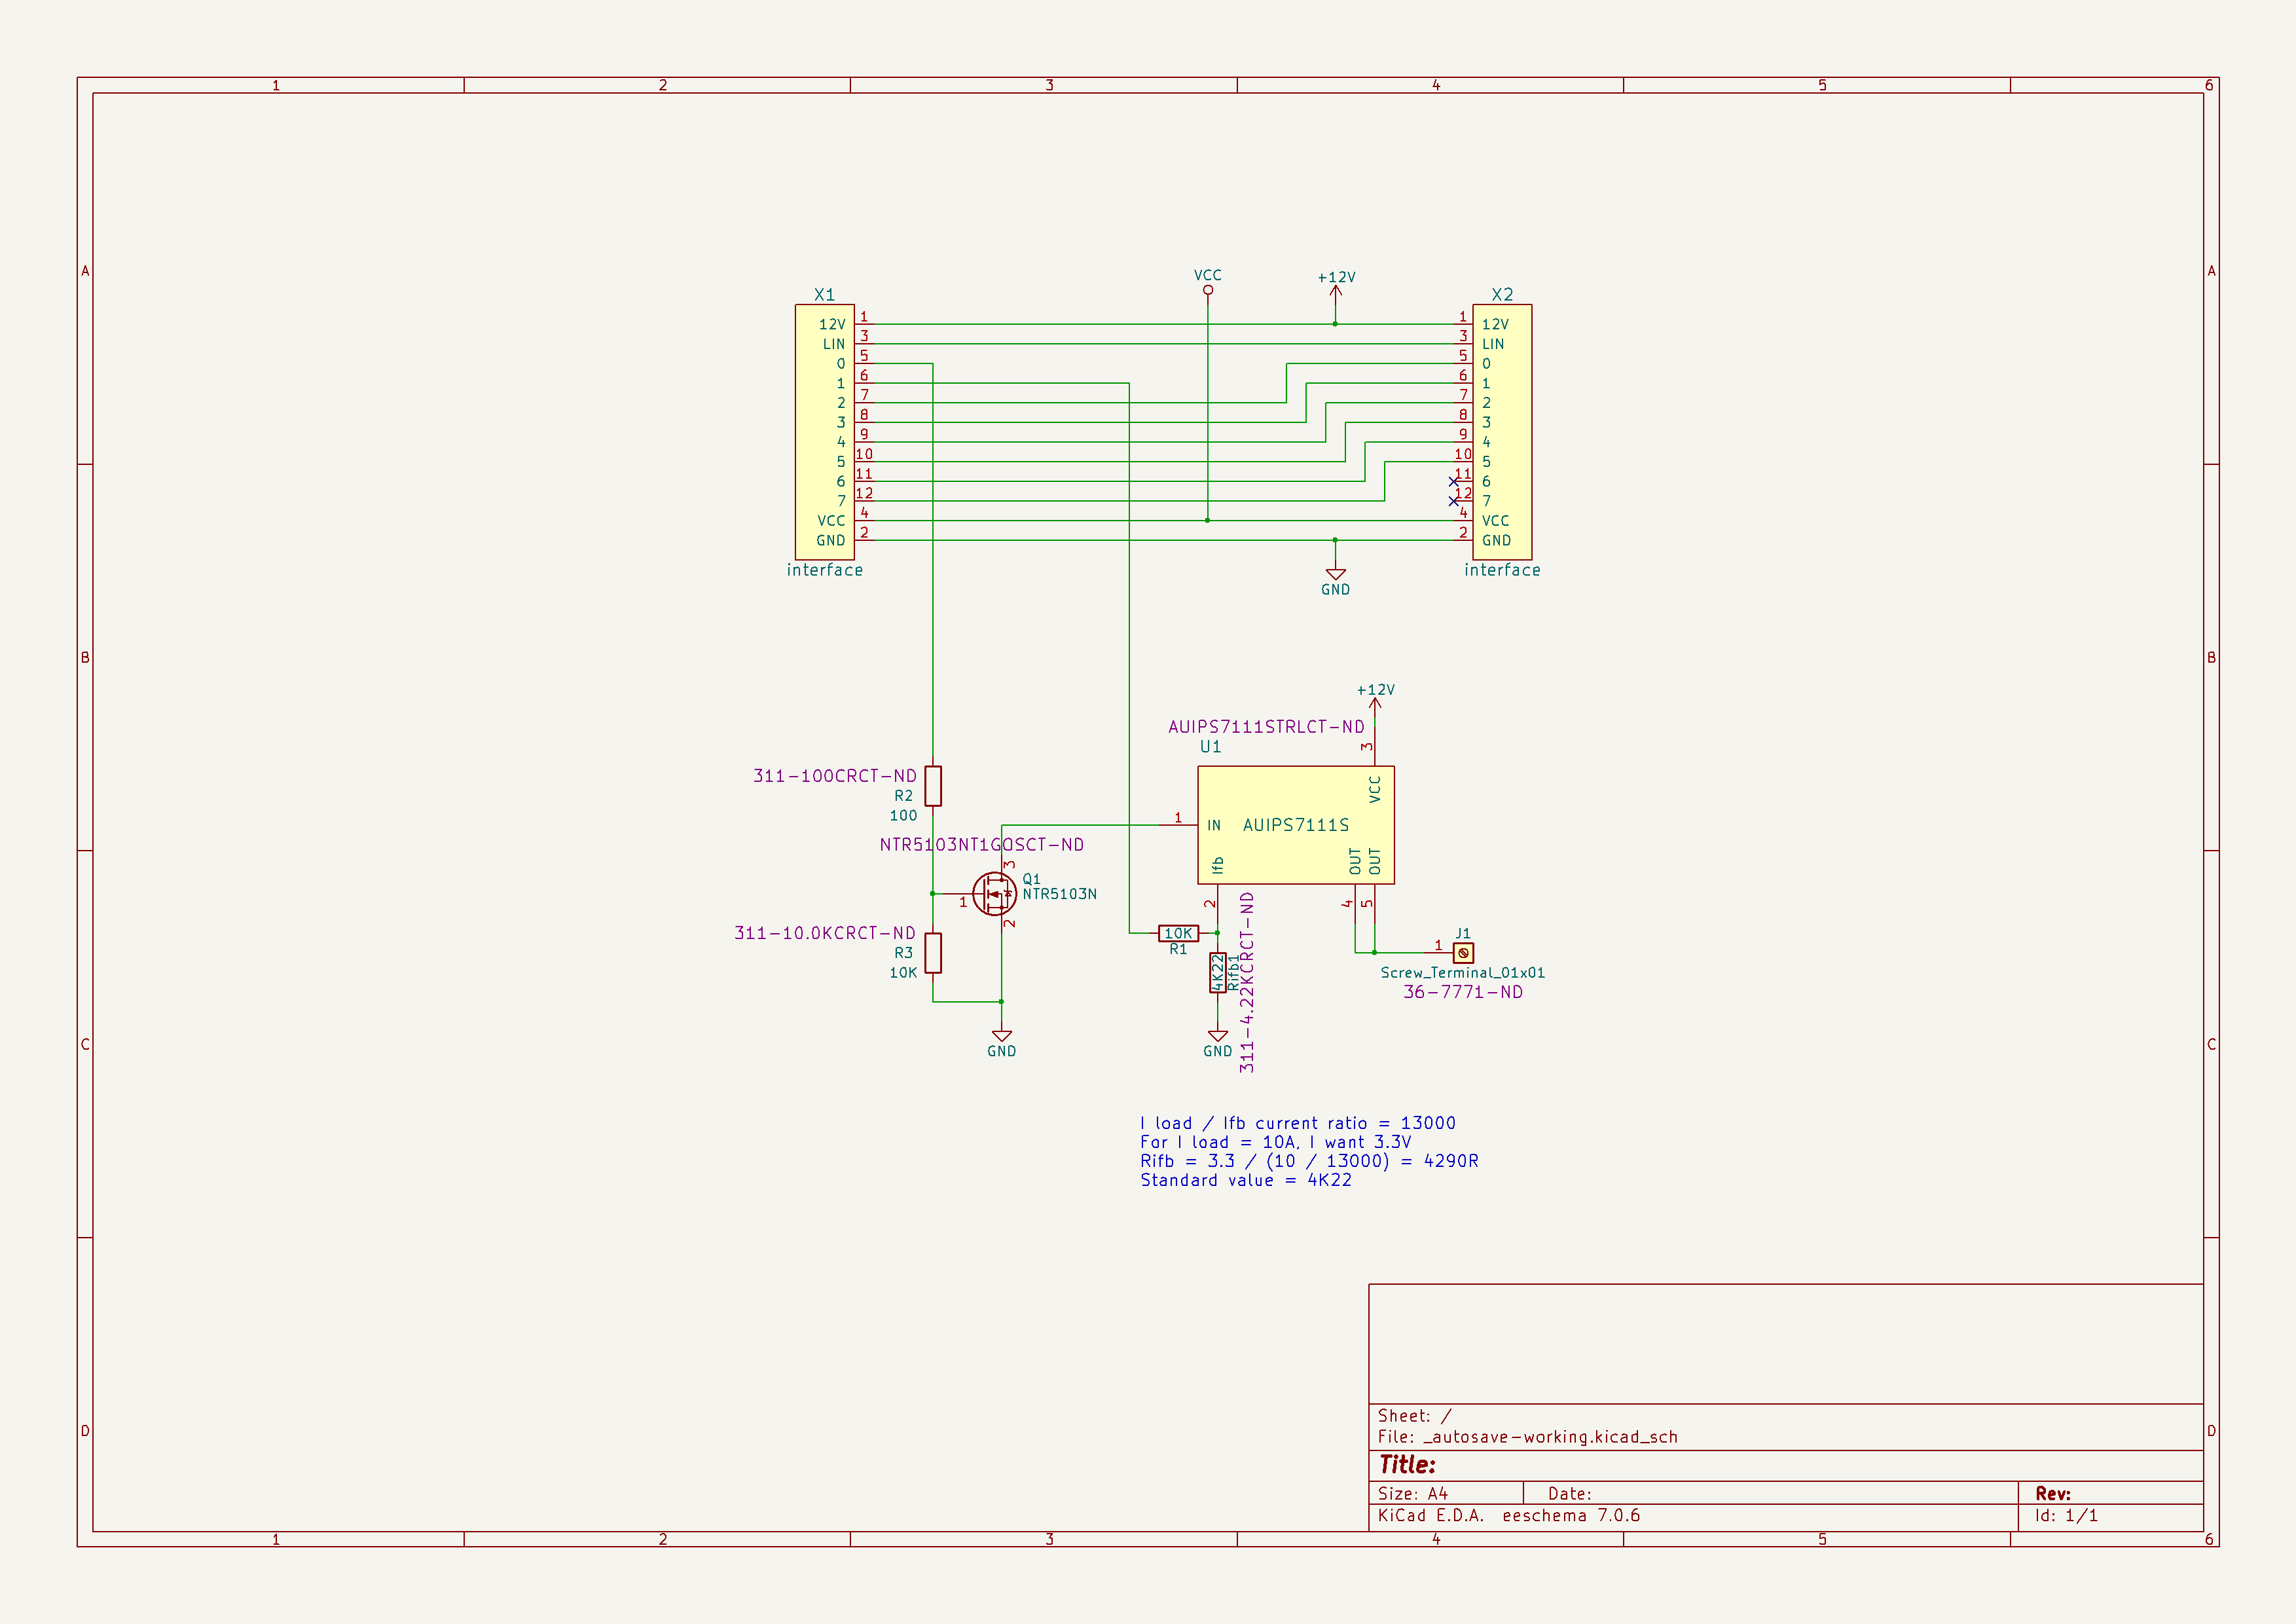 1 2 3 4 5 6
A A
VCC
+12V
X1 X2
12V 1 1 12V
LIN 3 3 LIN
0 5 5 0
1 6 6 1
2 7 7 2
3 8 8 3
4 9 9 4
5 10 10 5
6 11 11 6
7 12 12 7
VCC 4 4 VCC
GND 2 2 GND
interface interface
GND
B B
+12V
AUIPS7111STRLCT-ND
U1
3
VCC
311-100CRCT-ND
R2
100
1
IN AUIPS7111S
Ifb OUT OUT
NTR5103NT1GOSCT-ND
3
Q1
NTR5103N
1
2
2 4 5
311-10.0KCRCT-ND
R3
10K
10K
R1
4K22
Rifb1
311-4.22KCRCT-ND
J1
1
Screw_Terminal_01x01
36-7771-ND
GND GND
C C
I load / Ifb current ratio = 13000
For I load = 10A, I want 3.3V
Rifb = 3.3 / (10 / 13000) = 4290R
Standard value = 4K22
D D
Sheet: /
File: _autosave-working.kicad_sch
Title:
Size: A4 Date: Rev:
KiCad E.D.A. eeschema 7.0.6 Id: 1/1
1 2 3 4 5 6